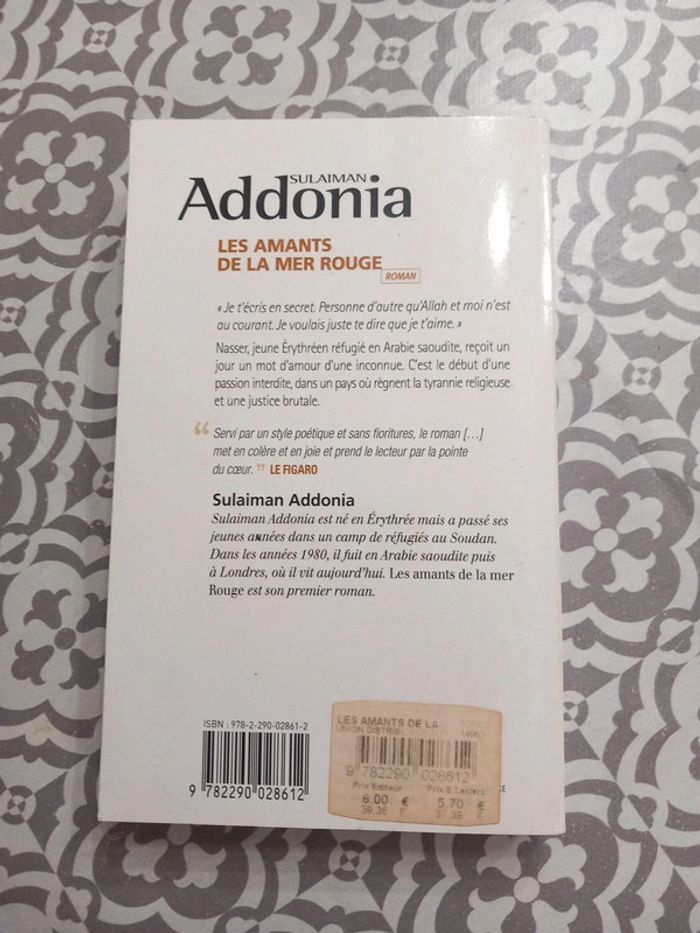 SULAIMAN
Addonia
LES AMANTS
DE LA MER ROUGE
ROMAN
« Je t'écris en secret. Personne d'autre qu'Allah et moi n'est
au courant. Je voulais juste te dire que je t'aime. »
Nasser, jeune Érythréen réfugié en Arabie saoudite, reçoit un
jour un mot d'amour d'une inconnue. C'est le début d'une
passion interdite, dans un pays où règnent la tyrannie religieuse
et une justice brutale.
“ Servi par un style poétique et sans fioritures, le roman [...]
met en colère et en joie et prend le lecteur par la pointe
du cœur. ” LE FIGARO
Sulaiman Addonia
Sulaiman Addonia est né en Érythrée mais a passé ses
jeunes années dans un camp de réfugiés au Soudan.
Dans les années 1980, il fuit en Arabie saoudite puis
à Londres, où il vit aujourd'hui. Les amants de la mer
Rouge est son premier roman.
ISBN : 978-2-290-02861-2
9 782290 028612
LES AMANTS DE LA
UNION DISTRIB
9 782290 028612
Prix Editeur Prix E.Leclerc
6.00 € 5.70 €
39.36 F 37.39 F